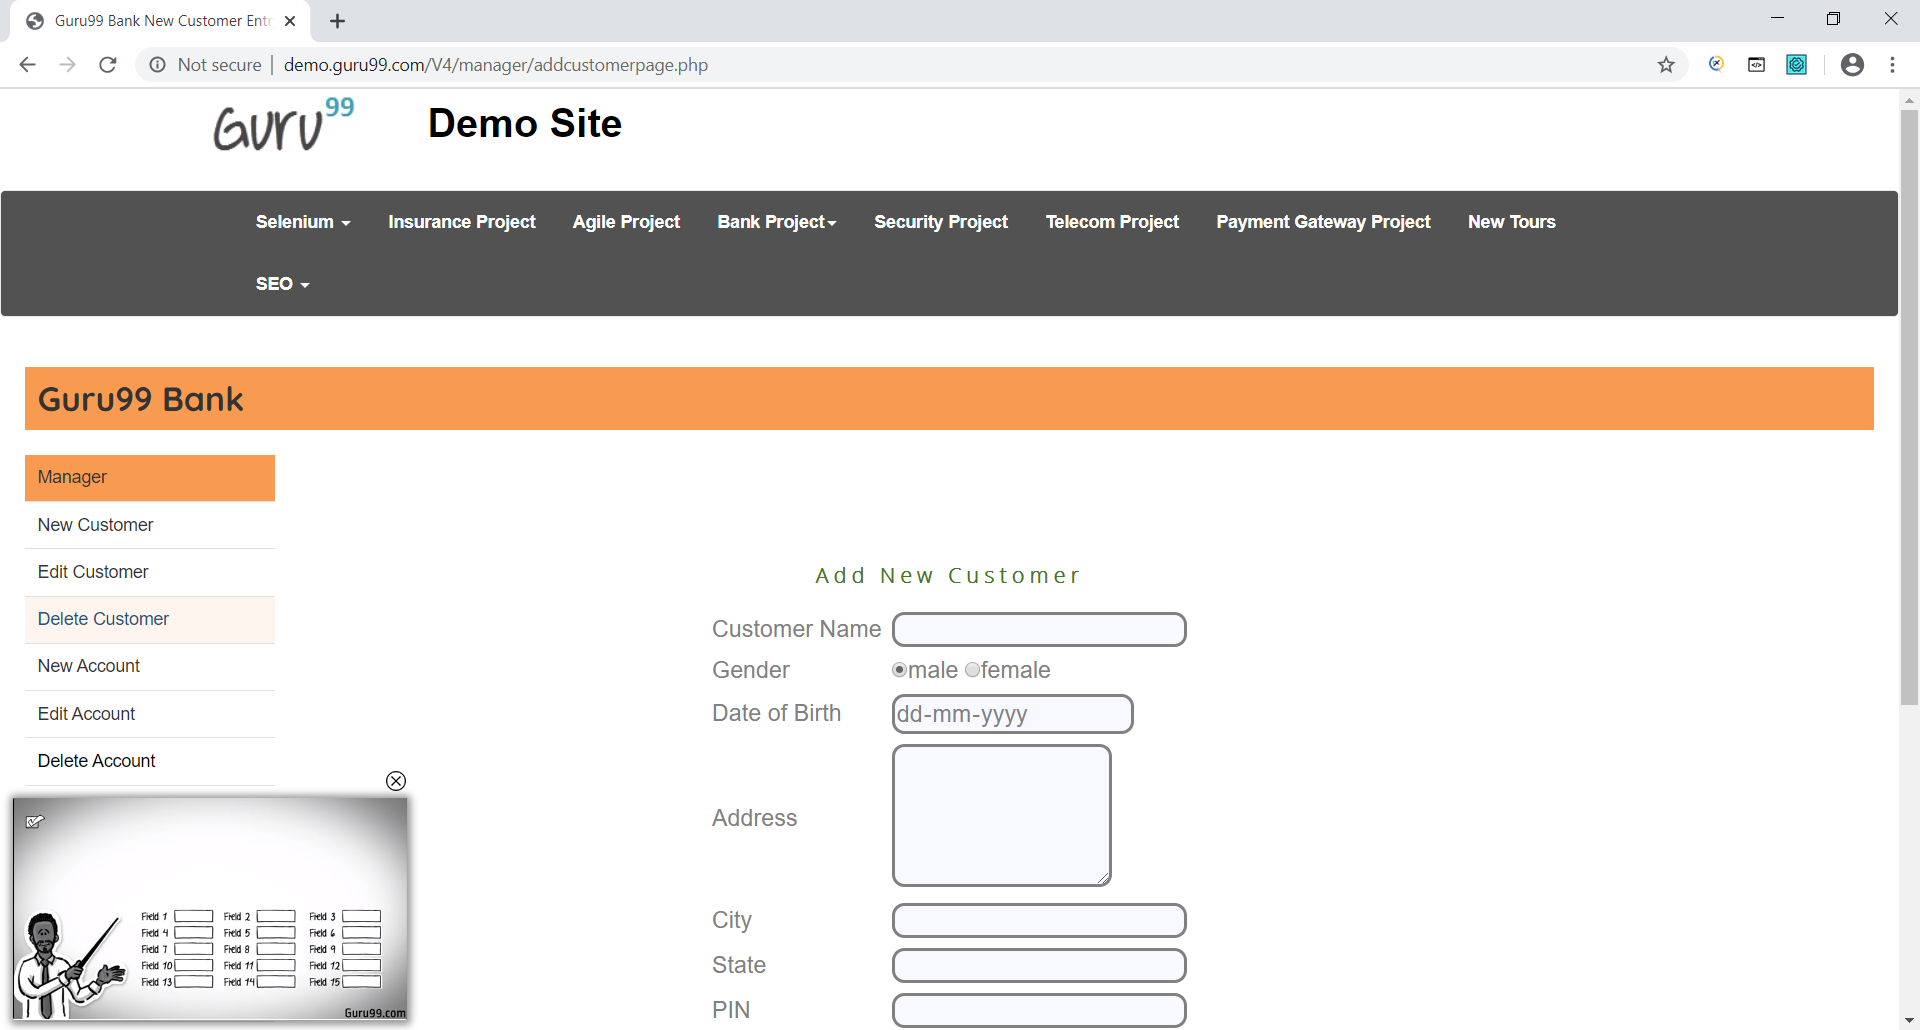 Guru99 Bank New Customer Entr
Not secure | demo.guru99.com/V4/manager/addcustomerpage.php
Guru99 Demo Site
Selenium Insurance Project Agile Project Bank Project Security Project Telecom Project Payment Gateway Project New Tours
SEO
Guru99 Bank
Manager
New Customer
Edit Customer
Delete Customer
New Account
Edit Account
Delete Account
Add New Customer
Customer Name
Gender male female
Date of Birth dd-mm-yyyy
Address
City
State
PIN
Field 1 Field 2 Field 3
Field 4 Field 5 Field 6
Field 7 Field 8 Field 9
Field 10 Field 11 Field 12
Field 13 Field 14 Field 15
Guru99.com